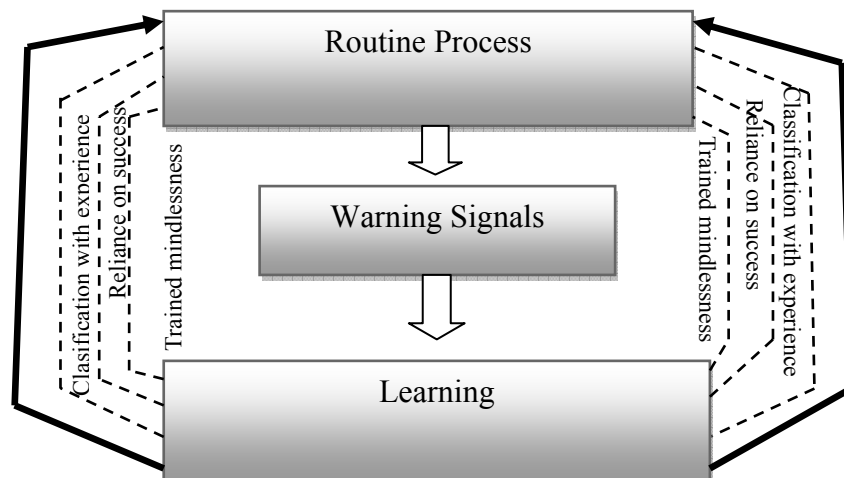 Routine Process
Clasification with experience
Reliance on success
Trained mindlessness
Warning Signals
Trained mindlessness
Reliance on
success
Classification with experience
Learning